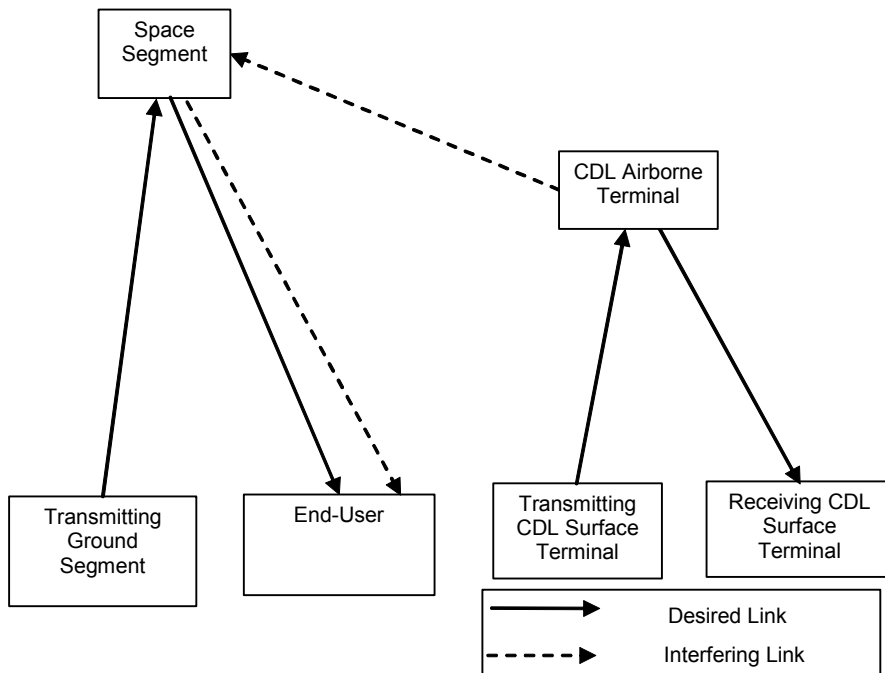 Space
Segment
CDL Airborne
Terminal
Transmitting
Ground
Segment
End-User
Transmitting
CDL Surface
Terminal
Receiving CDL
Surface
Terminal
Desired Link
Interfering Link